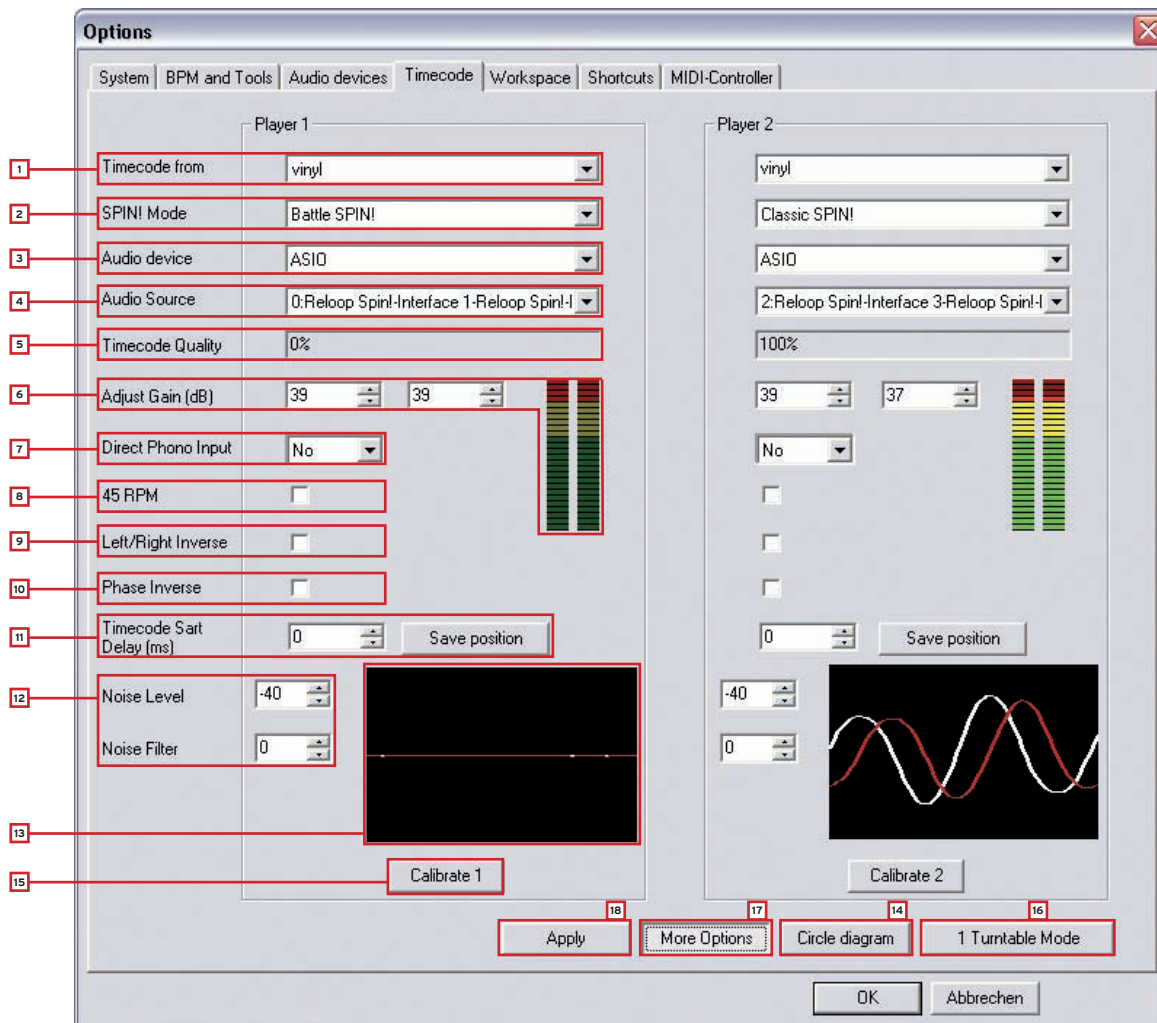 Options
System BPM and Tools Audio devices Timecode Workspace Shortcuts MIDI-Controller
Player 1 Player 2
1 Timecode from vinyl vinyl
2 SPIN! Mode Battle SPIN! Classic SPIN!
3 Audio device ASIO ASIO
4 Audio Source 0:Reloop Spin!-Interface 1-Reloop Spin!-I 2:Reloop Spin!-Interface 3-Reloop Spin!-I
5 Timecode Quality 0% 100%
6 Adjust Gain (dB) 39 39 39 37
7 Direct Phono Input No No
8 45 RPM
9 Left/Right Inverse
10 Phase Inverse
11 Timecode Sart
Delay (ms) 0 Save position 0 Save position
12 Noise Level -40 -40
Noise Filter 0 0
13
15 Calibrate 1 Calibrate 2
18 17 14 16
Apply More Options Circle diagram 1 Turntable Mode
OK Abbrechen